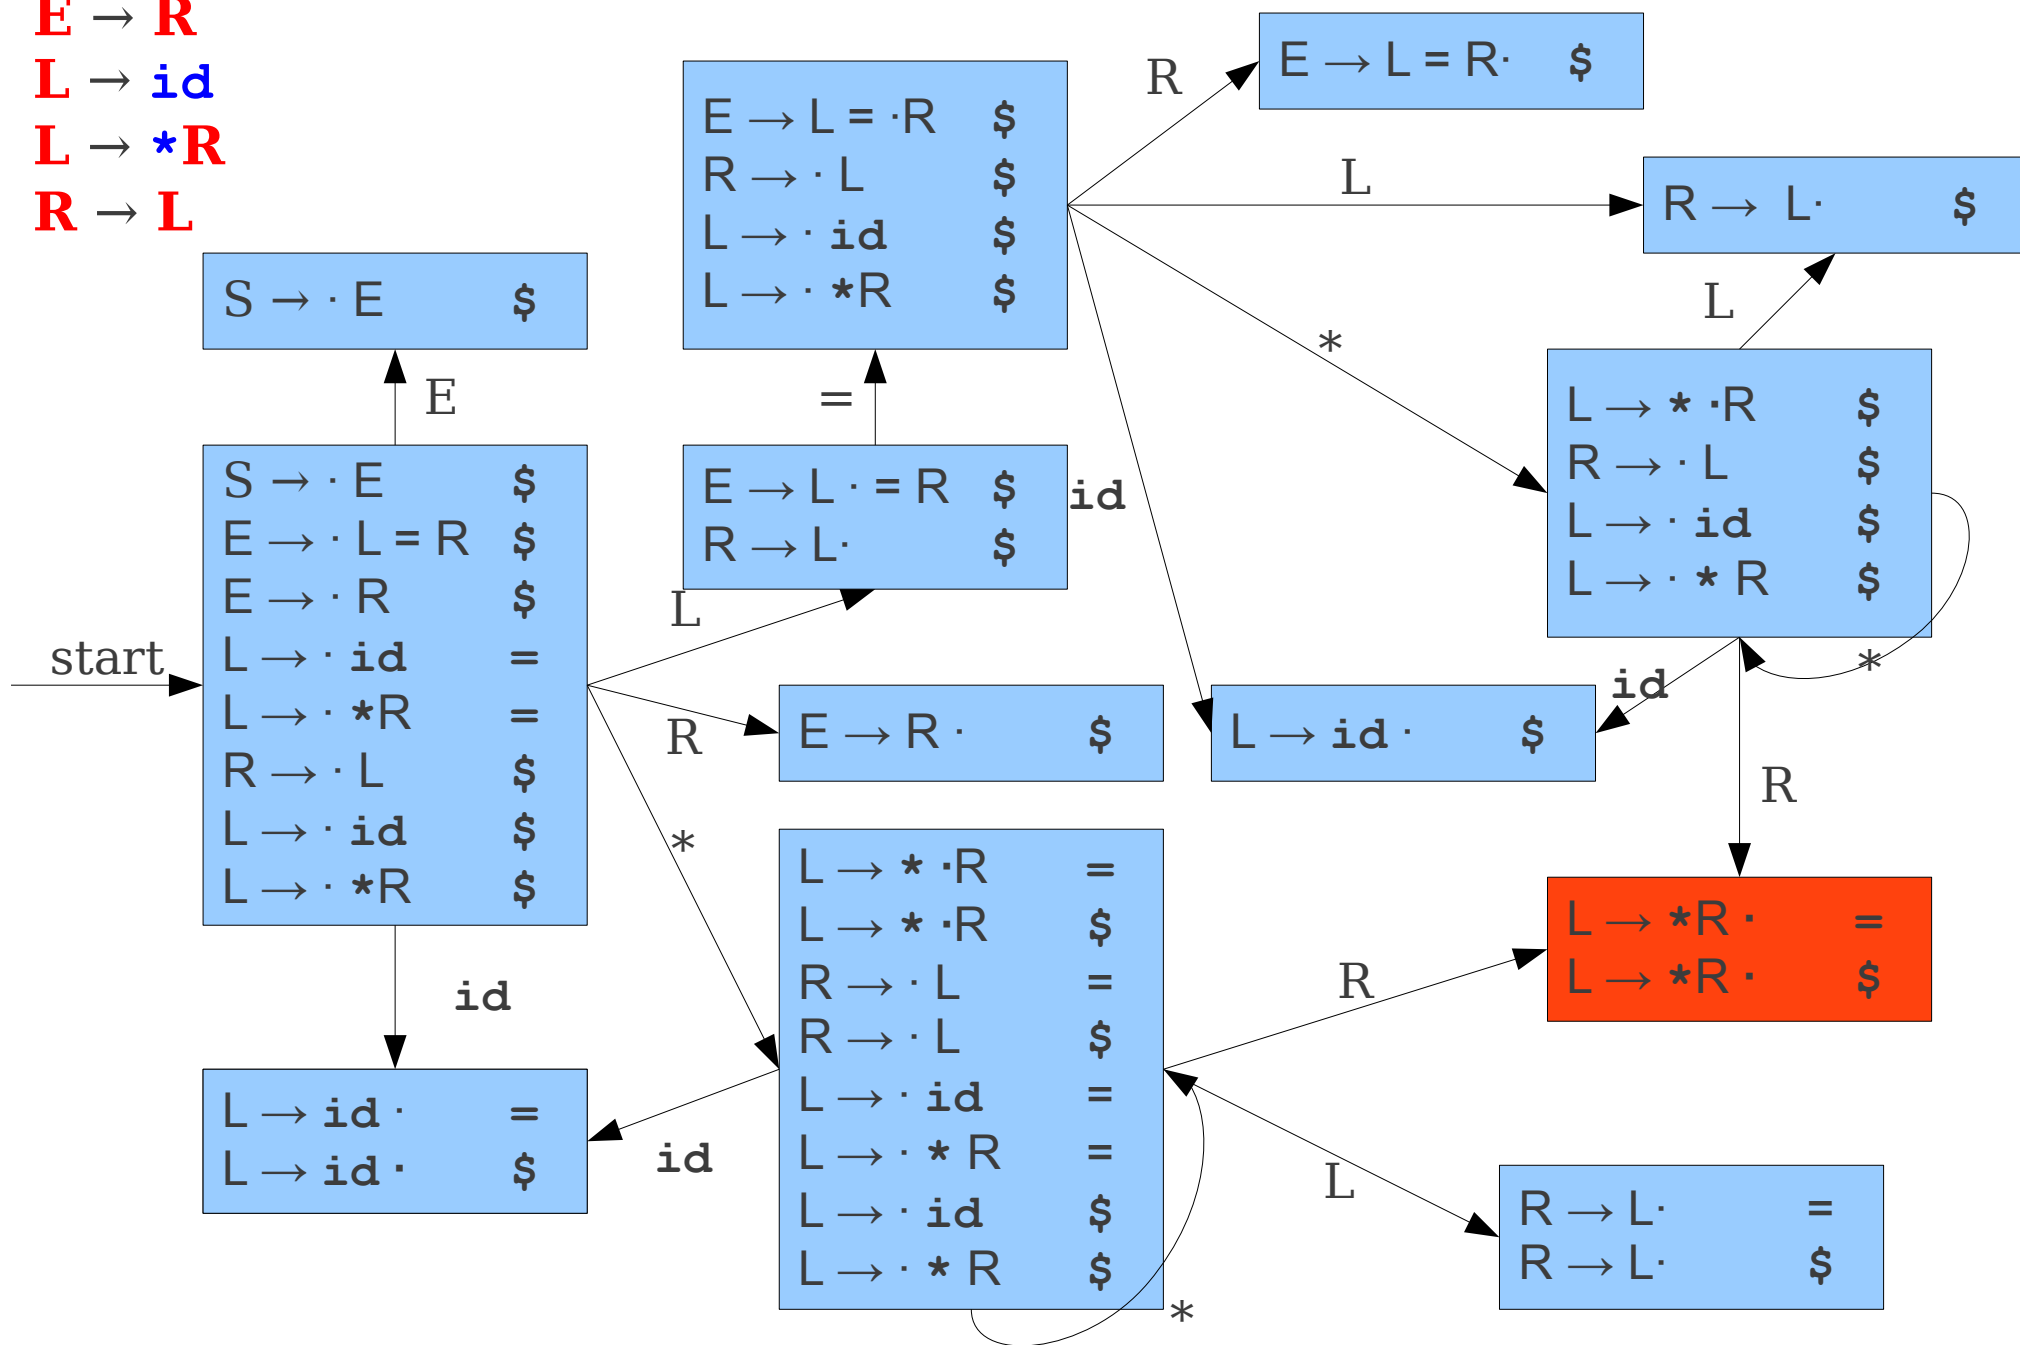 E → R
L → id
L → *R
R → L
E → L = R· $
R
E → L = ·R $
R → · L $
L → · id $
L → · *R $
L
R → L· $
S → · E $
E
=
*
L
L → * ·R $
R → · L $
L → · id $
L → · * R $
*
S → · E $
E → · L = R $
E → · R $
L → · id =
L → · *R =
R → · L $
L → · id $
L → · *R $
start
E → L · = R $
R → L· $
id
L
R
E → R · $
L → id · $
id
R
*
L → * ·R =
L → * ·R $
R → · L =
R → · L $
L → · id =
L → · * R =
L → · id $
L → · * R $
*
R
L → *R · =
L → *R · $
id
L → id · =
L → id · $
id
L
R → L· =
R → L· $